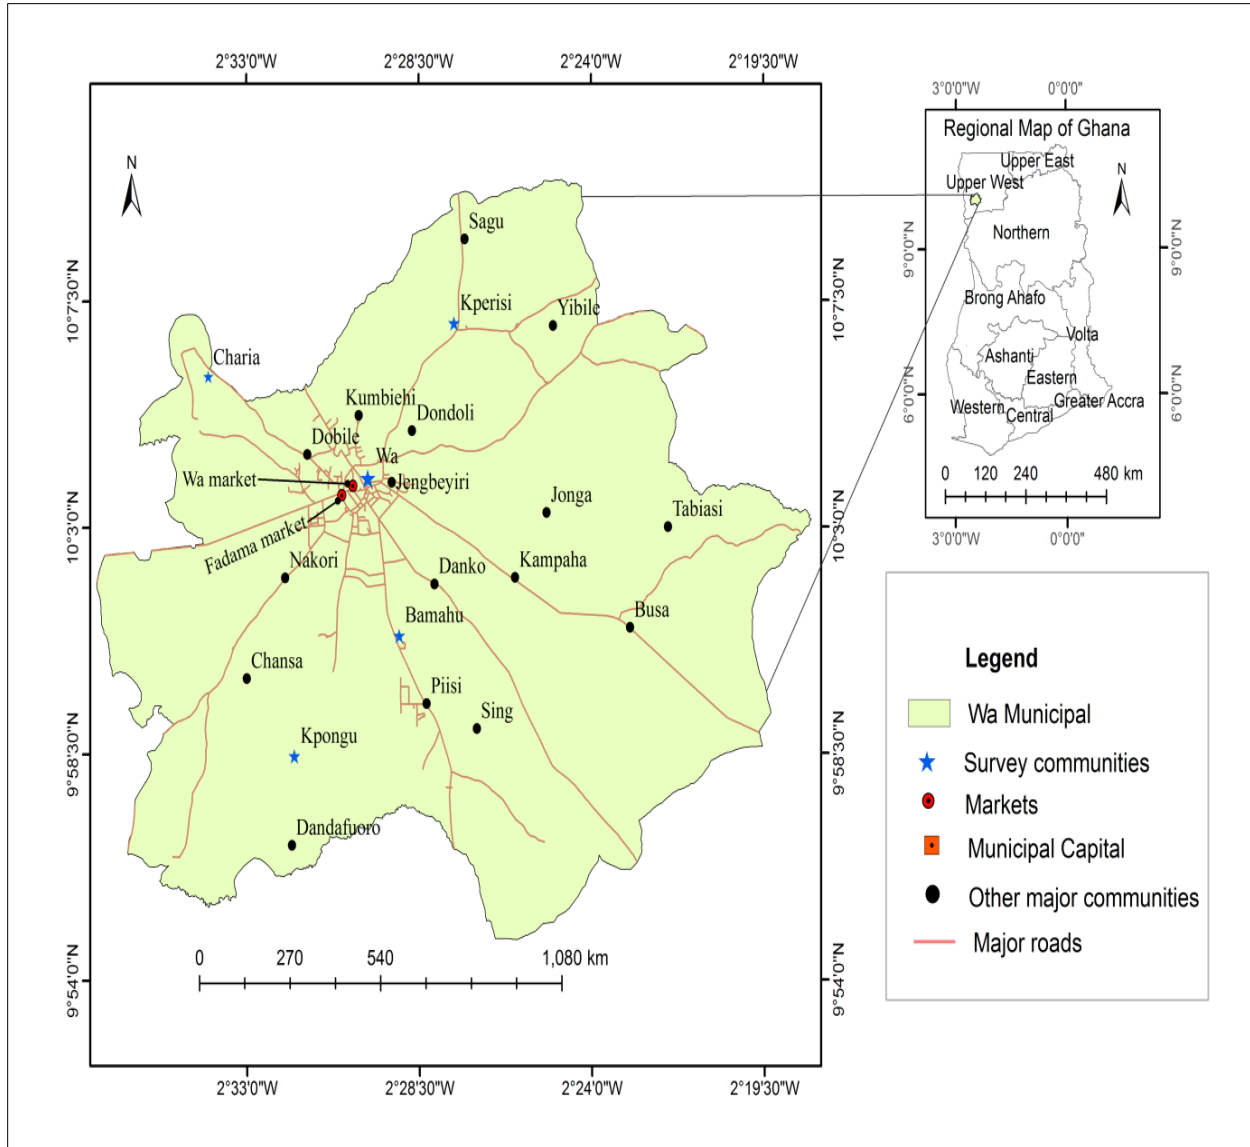 2°33'0"W 2°28'30"W 2°24'0"W 2°19'30"W
3°0'0"W 0°0'0"
Regional Map of Ghana
N
N
Upper East
Upper West
Northern
Brong Ahafo
Volta
Ashanti
Eastern
Greater Accra
Western
Central
0 120 240 480 km
3°0'0"W 0°0'0"
9°0'0"N
9°0'0"N
6°0'0"N
6°0'0"N
10°7'30"N
10°7'30"N
10°3'0"N
10°3'0"N
9°58'30"N
9°58'30"N
9°54'0"N
9°54'0"N
Sagu
Kperisi
Yibile
Charia
Kumbiehi
Dondoli
Dobile
Wa
Wa market
Jengbeyiri
Jonga
Tabiasi
Fadama market
Nakori
Danko
Kampaha
Bamahu
Busa
Chansa
Piisi
Sing
Kpongu
Dandafuoro
0 270 540 1,080 km
2°33'0"W 2°28'30"W 2°24'0"W 2°19'30"W
Legend
Wa Municipal
Survey communities
Markets
Municipal Capital
Other major communities
Major roads